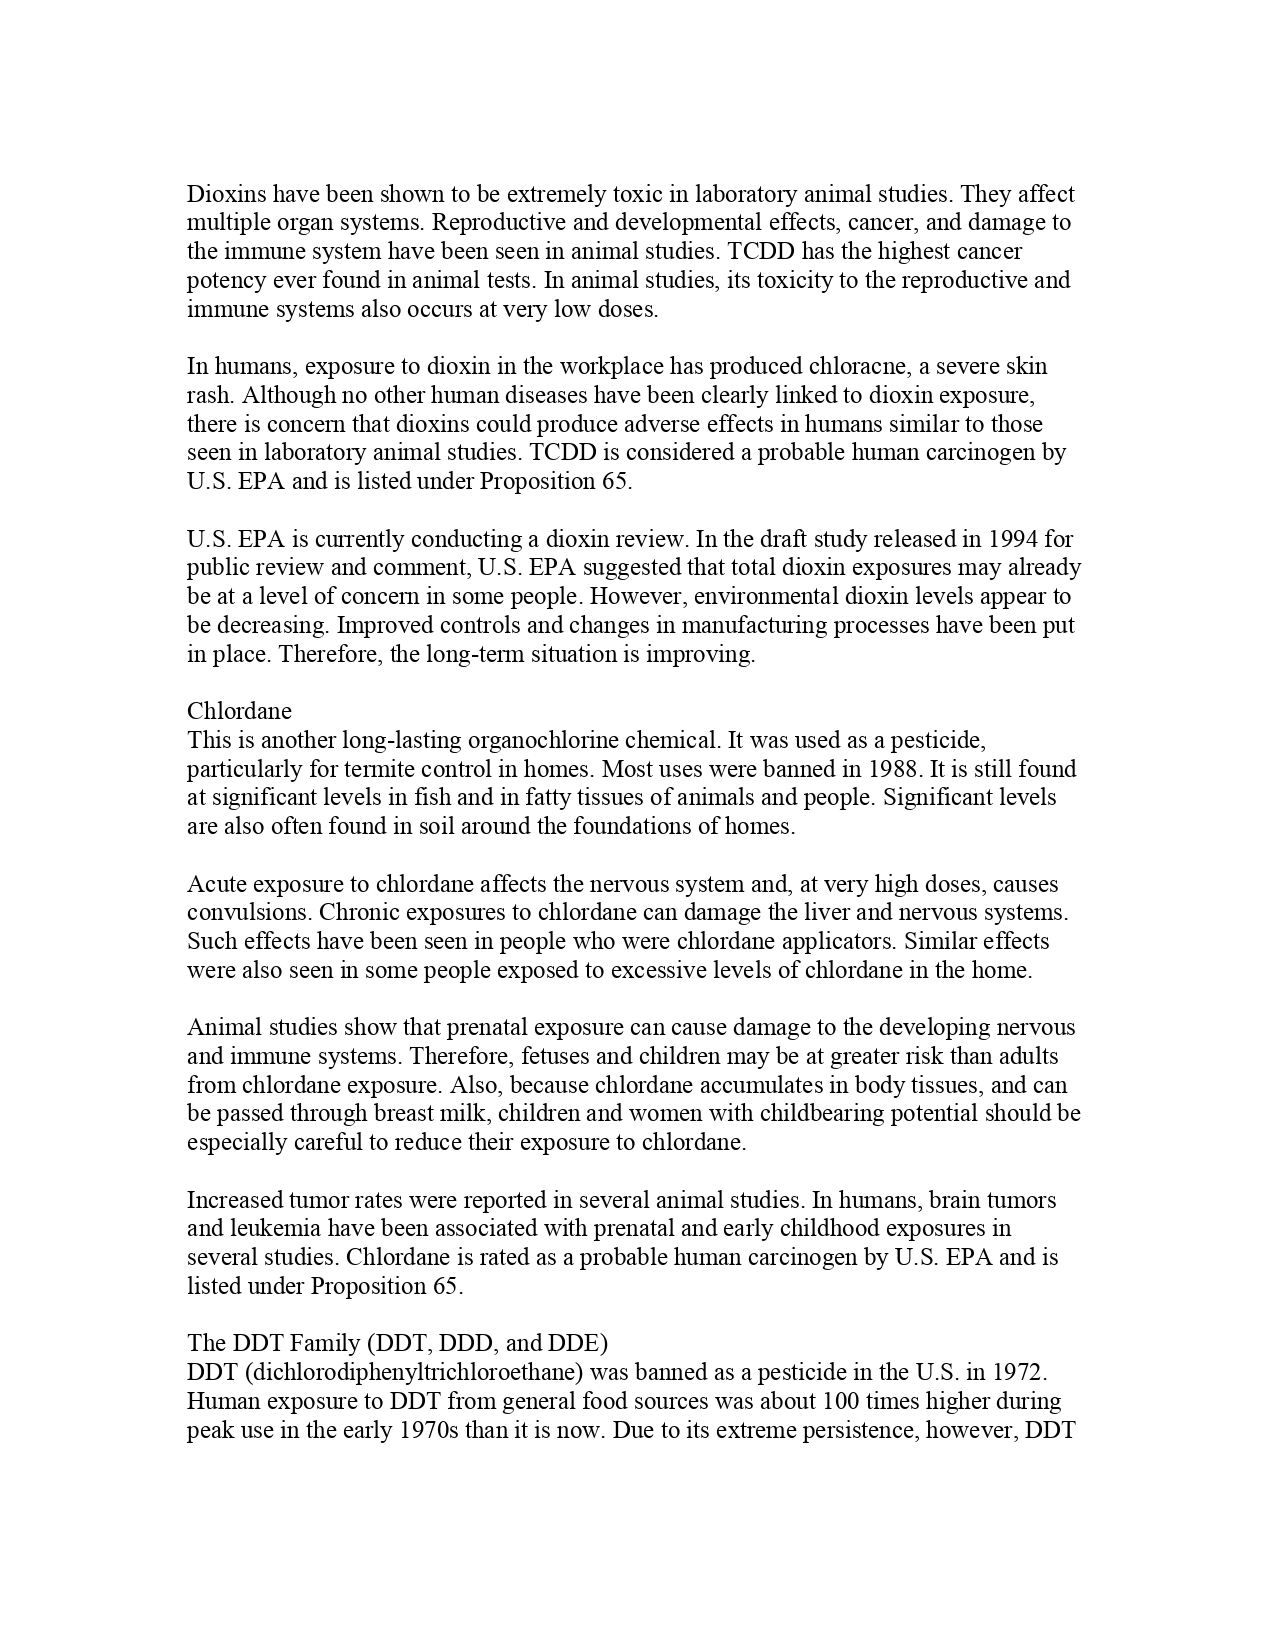 Dioxins have been shown to be extremely toxic in laboratory animal studies. They affect
multiple organ systems. Reproductive and developmental effects, cancer, and damage to
the immune system have been seen in animal studies. TCDD has the highest cancer
potency ever found in animal tests. In animal studies, its toxicity to the reproductive and
immune systems also occurs at very low doses.

In humans, exposure to dioxin in the workplace has produced chloracne, a severe skin
rash. Although no other human diseases have been clearly linked to dioxin exposure,
there is concern that dioxins could produce adverse effects in humans similar to those
seen in laboratory animal studies. TCDD is considered a probable human carcinogen by
U.S. EPA and is listed under Proposition 65.

U.S. EPA is currently conducting a dioxin review. In the draft study released in 1994 for
public review and comment, U.S. EPA suggested that total dioxin exposures may already
be at a level of concern in some people. However, environmental dioxin levels appear to
be decreasing. Improved controls and changes in manufacturing processes have been put
in place. Therefore, the long-term situation is improving.

Chlordane
This is another long-lasting organochlorine chemical. It was used as a pesticide,
particularly for termite control in homes. Most uses were banned in 1988. It is still found
at significant levels in fish and in fatty tissues of animals and people. Significant levels
are also often found in soil around the foundations of homes.

Acute exposure to chlordane affects the nervous system and, at very high doses, causes
convulsions. Chronic exposures to chlordane can damage the liver and nervous systems.
Such effects have been seen in people who were chlordane applicators. Similar effects
were also seen in some people exposed to excessive levels of chlordane in the home.

Animal studies show that prenatal exposure can cause damage to the developing nervous
and immune systems. Therefore, fetuses and children may be at greater risk than adults
from chlordane exposure. Also, because chlordane accumulates in body tissues, and can
be passed through breast milk, children and women with childbearing potential should be
especially careful to reduce their exposure to chlordane.

Increased tumor rates were reported in several animal studies. In humans, brain tumors
and leukemia have been associated with prenatal and early childhood exposures in
several studies. Chlordane is rated as a probable human carcinogen by U.S. EPA and is
listed under Proposition 65.

The DDT Family (DDT, DDD, and DDE)
DDT (dichlorodiphenyltrichloroethane) was banned as a pesticide in the U.S. in 1972.
Human exposure to DDT from general food sources was about 100 times higher during
peak use in the early 1970s than it is now. Due to its extreme persistence, however, DDT